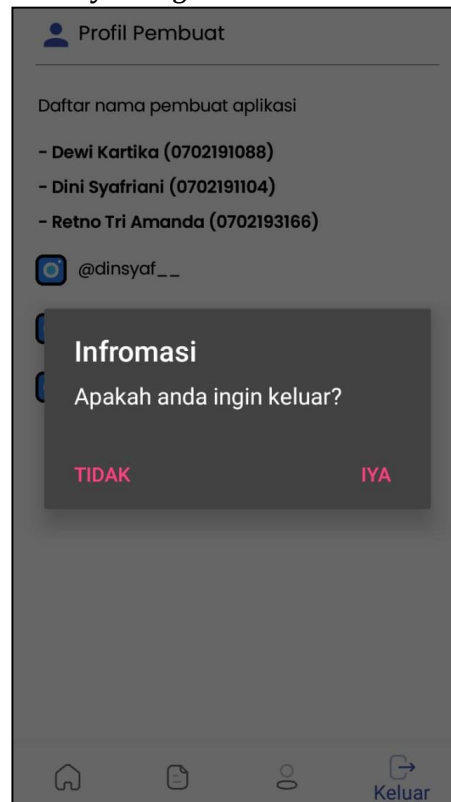 Profil Pembuat
Daftar nama pembuat aplikasi
- Dewi Kartika (0702191088)
- Dini Syafriani (0702191104)
- Retno Tri Amanda (0702193166)
@dinsyaf__
Infromasi
Apakah anda ingin keluar?
TIDAK IYA
Keluar